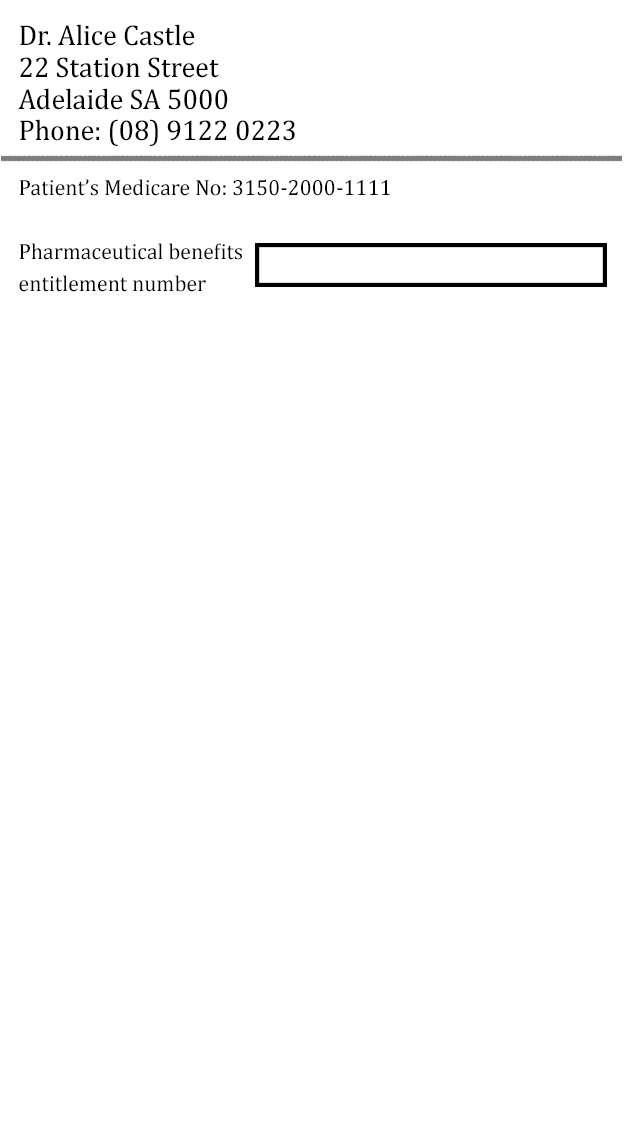 Dr. Alice Castle
22 Station Street
Adelaide SA 5000
Phone: (08) 9122 0223
Patient’s Medicare No: 3150-2000-1111
Pharmaceutical benefits
entitlement number